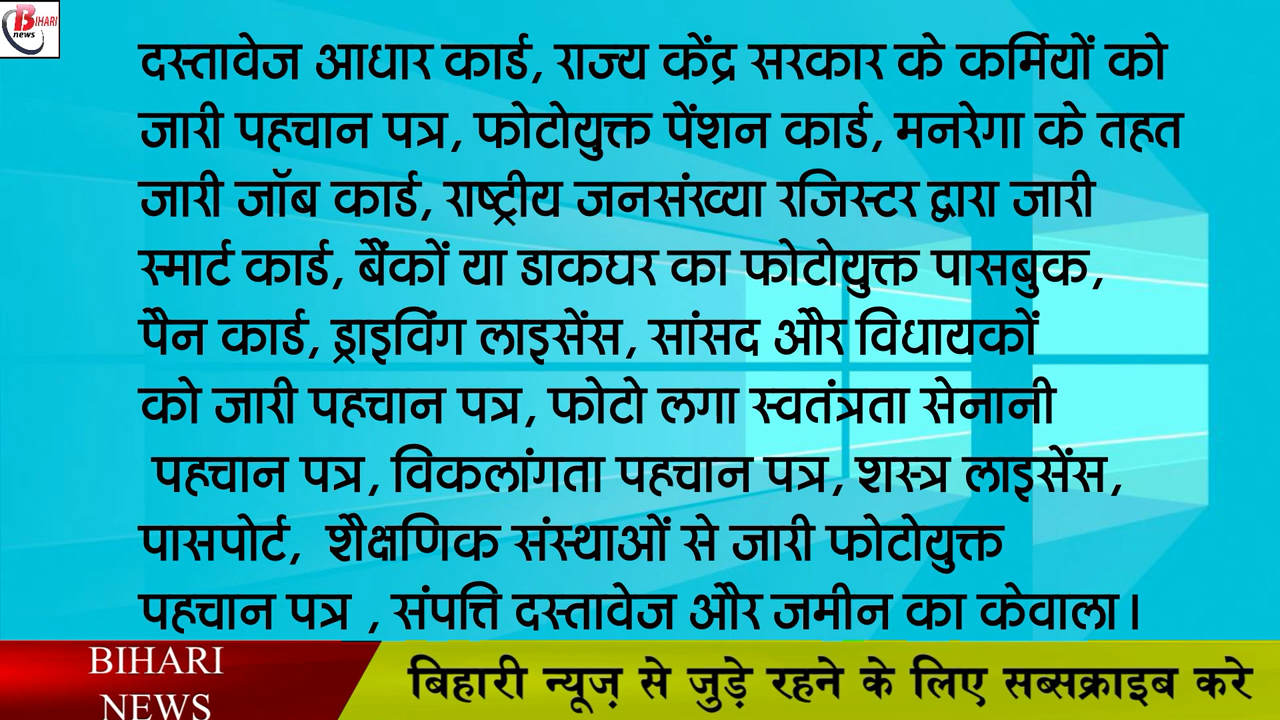 BIHARI
news
दस्तावेज आधार कार्ड, राज्य केंद्र सरकार के कर्मियों को
जारी पहचान पत्र, फोटोयुक्त पेंशन कार्ड, मनरेगा के तहत
जारी जॉब कार्ड, राष्ट्रीय जनसंख्या रजिस्टर द्वारा जारी
स्मार्ट कार्ड, बैंकों या डाकघर का फोटोयुक्त पासबुक,
पैन कार्ड, ड्राइविंग लाइसेंस, सांसद और विधायकों
को जारी पहचान पत्र, फोटो लगा स्वतंत्रता सेनानी
पहचान पत्र, विकलांगता पहचान पत्र, शस्त्र लाइसेंस,
पासपोर्ट, शैक्षणिक संस्थाओं से जारी फोटोयुक्त
पहचान पत्र , संपत्ति दस्तावेज और जमीन का केवाला।
BIHARI
NEWS
बिहारी न्यूज़ से जुड़े रहने के लिए सब्सक्राइब करे